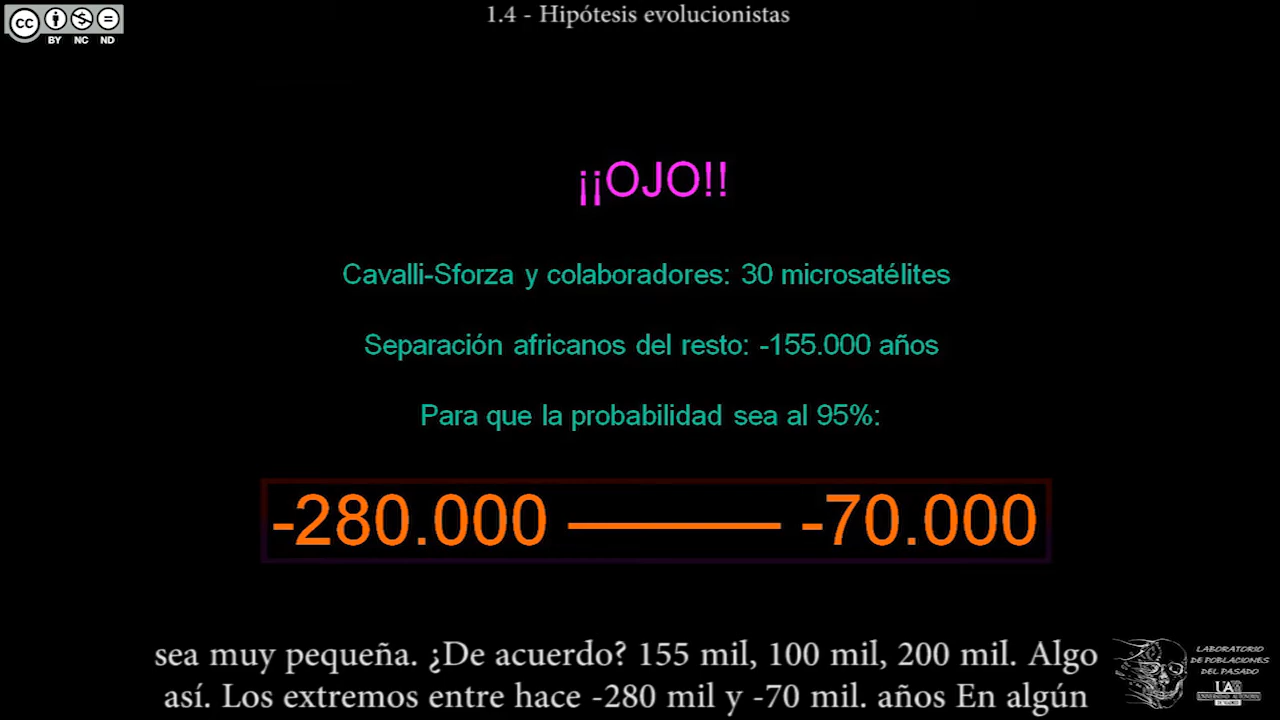 1.4 - Hipótesis evolucionistas
cc
BY NC ND
¡¡OJO!!
Cavalli-Sforza y colaboradores: 30 microsatélites
Separación africanos del resto: -155.000 años
Para que la probabilidad sea al 95%:
-280.000 ——— -70.000
sea muy pequeña. ¿De acuerdo? 155 mil, 100 mil, 200 mil. Algo
así. Los extremos entre hace -280 mil y -70 mil. años En algún
LABORATORIO
DE POBLACIONES
DEL PASADO